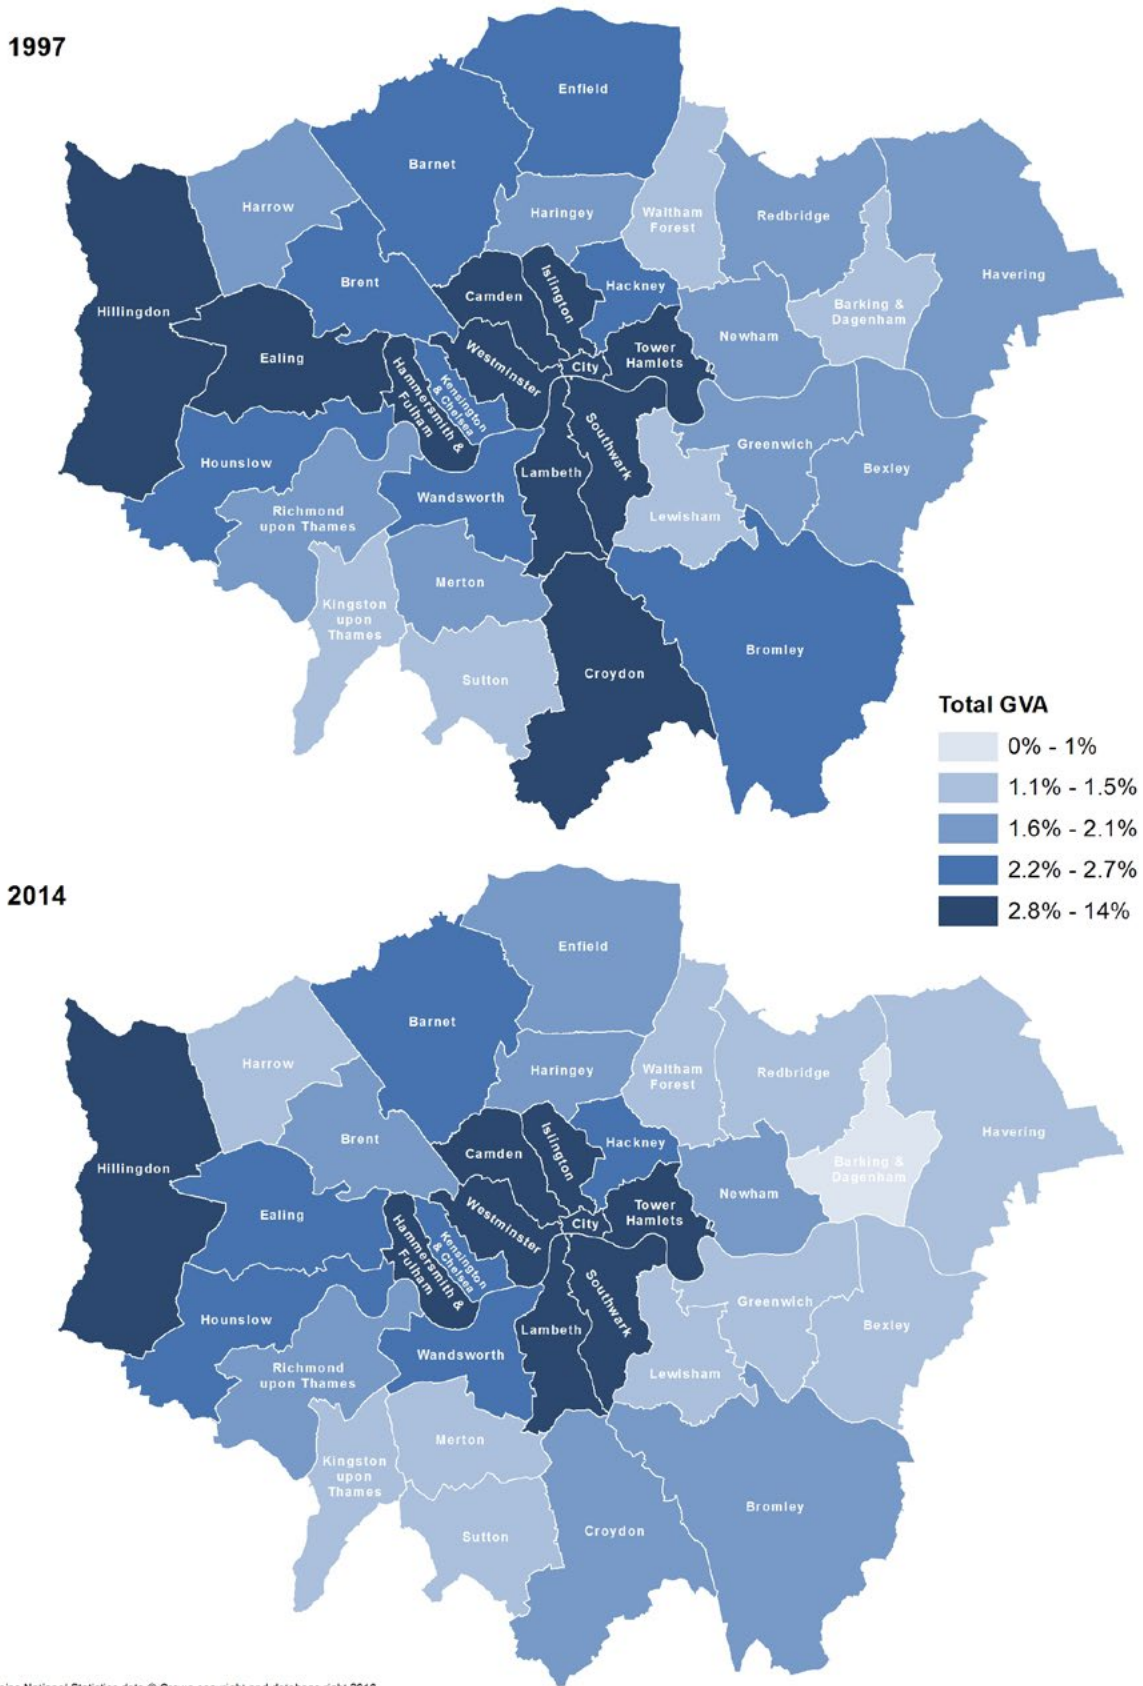 1997
Enfield
Barnet
Harrow
Haringey
Waltham
Forest
Redbridge
Havering
Hillingdon
Brent
Camden
Islington
Hackney
Barking &
Dagenham
Ealing
Hammersmith &
Fulham
Kensington
& Chelsea
Westminster
City
Tower
Hamlets
Newham
Hounslow
Southwark
Greenwich
Bexley
Richmond
upon Thames
Wandsworth
Lambeth
Lewisham
Kingston
upon
Thames
Merton
Sutton
Croydon
Bromley
Total GVA
0% - 1%
1.1% - 1.5%
1.6% - 2.1%
2.2% - 2.7%
2.8% - 14%
2014
Enfield
Barnet
Harrow
Haringey
Waltham
Forest
Redbridge
Havering
Hillingdon
Brent
Camden
Islington
Hackney
Barking &
Dagenham
Ealing
Hammersmith &
Fulham
Kensington
& Chelsea
Westminster
City
Tower
Hamlets
Newham
Hounslow
Southwark
Greenwich
Bexley
Richmond
upon Thames
Wandsworth
Lambeth
Lewisham
Kingston
upon
Thames
Merton
Sutton
Croydon
Bromley